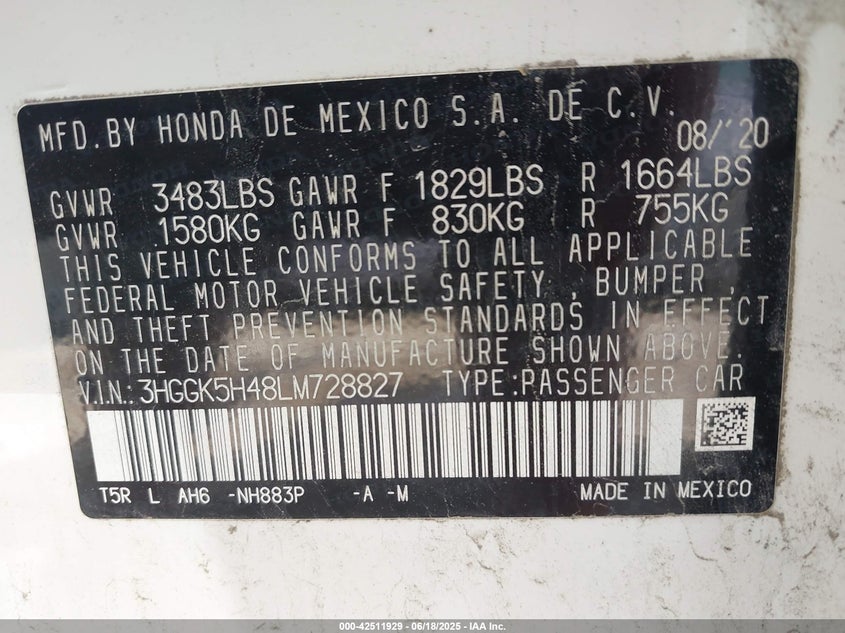 MFD.BY HONDA DE MEXICO S.A. DE C.V.
08/'20
GVWR 3483LBS GAWR F 1829LBS R 1664LBS
GVWR 1580KG GAWR F 830KG R 755KG
THIS VEHICLE CONFORMS TO ALL APPLICABLE
FEDERAL MOTOR VEHICLE SAFETY , BUMPER ,
AND THEFT PREVENTION STANDARDS IN EFFECT
ON THE DATE OF MANUFACTURE SHOWN ABOVE.
V.I.N.: 3HGGK5H48LM728827 TYPE:PASSENGER CAR
T5R L AH6 -NH883P -A -M MADE IN MEXICO
000-42511929 - 06/18/2025 - IAA Inc.